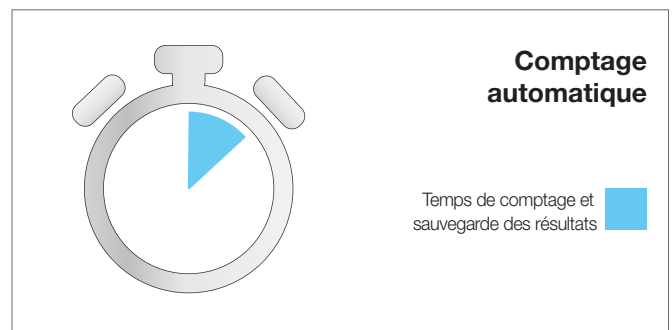 Comptage
automatique
Temps de comptage et
sauvegarde des résultats